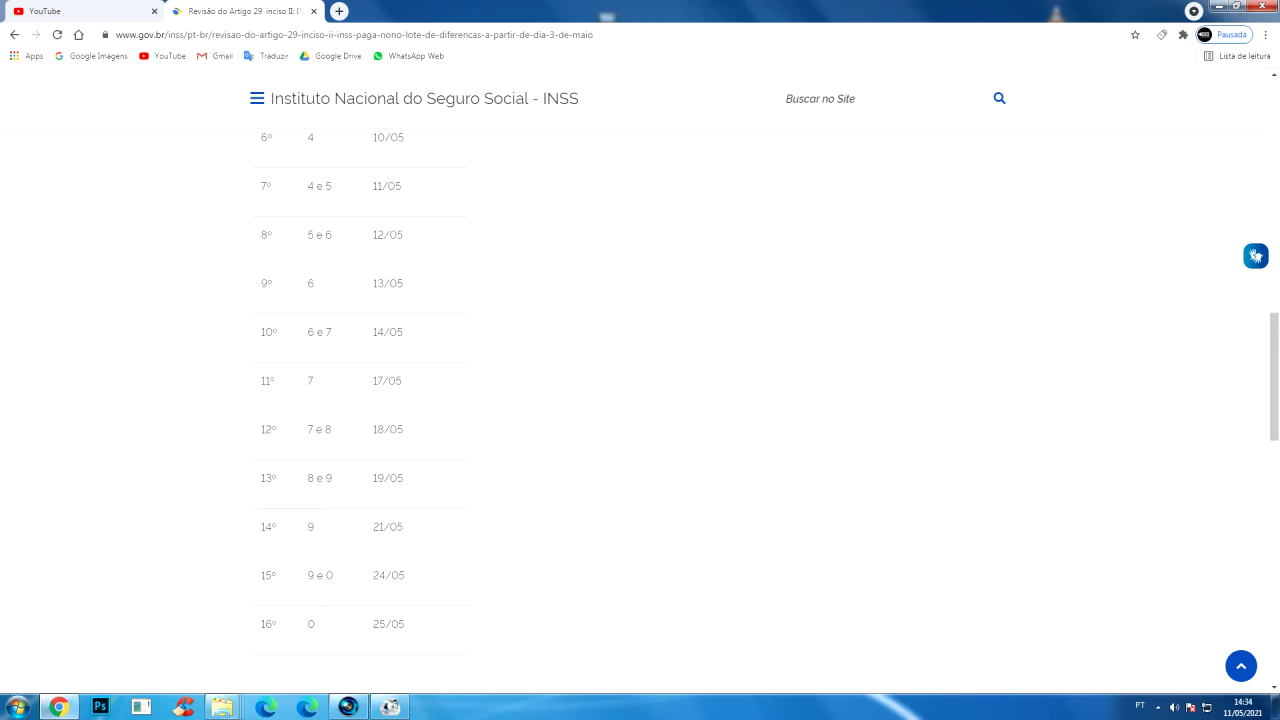 YouTube
Revisão do Artigo 29, inciso II: I
www.gov.br/inss/pt-br/revisao-do-artigo-29-inciso-ii-inss-paga-nono-lote-de-diferencas-a-partir-de-dia-3-de-maio
Pausada
Apps Google Imagens YouTube Gmail Traduzir Google Drive WhatsApp Web Lista de leitura
Instituto Nacional do Seguro Social - INSS
Buscar no Site
6º 4 10/05
7º 4 e 5 11/05
8º 5 e 6 12/05
9º 6 13/05
10º 6 e 7 14/05
11º 7 17/05
12º 7 e 8 18/05
13º 8 e 9 19/05
14º 9 21/05
15º 9 e 0 24/05
16º 0 25/05
Ps
PT
14:34
11/05/2021